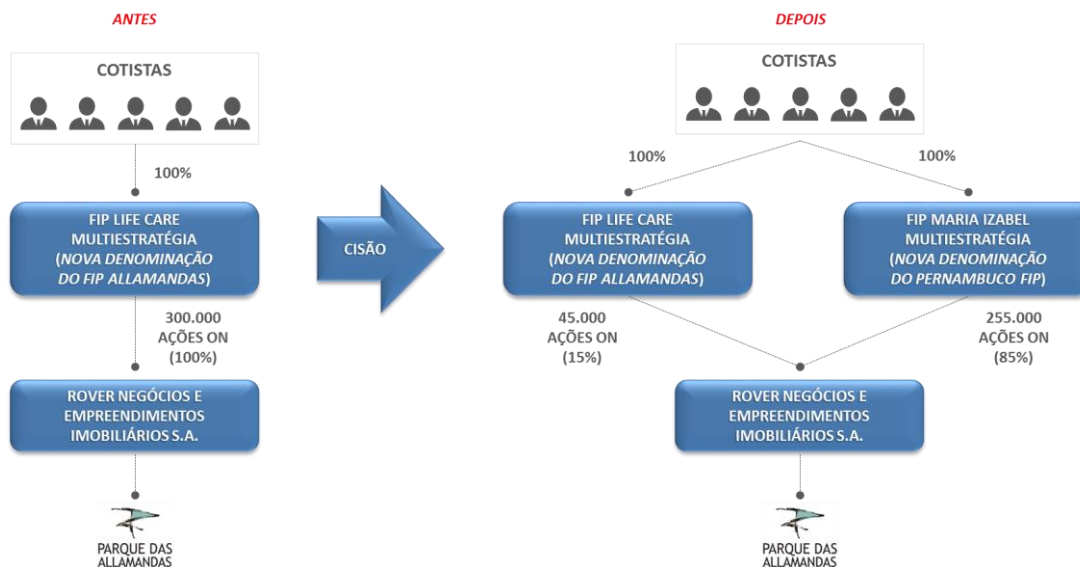 ANTES
COTISTAS
100%
FIP LIFE CARE
MULTIESTRATÉGIA
(NOVA DENOMINAÇÃO
DO FIP ALLAMANDAS)
300.000
AÇÕES ON
(100%)
ROVER NEGÓCIOS E
EMPREENDIMENTOS
IMOBILIÁRIOS S.A.
PARQUE DAS
ALLAMANDAS
CISÃO
DEPOIS
COTISTAS
100%
100%
FIP LIFE CARE
MULTIESTRATÉGIA
(NOVA DENOMINAÇÃO
DO FIP ALLAMANDAS)
FIP MARIA IZABEL
MULTIESTRATÉGIA
(NOVA DENOMINAÇÃO
DO PERNAMBUCO FIP)
45.000
AÇÕES ON
(15%)
255.000
AÇÕES ON
(85%)
ROVER NEGÓCIOS E
EMPREENDIMENTOS
IMOBILIÁRIOS S.A.
PARQUE DAS
ALLAMANDAS